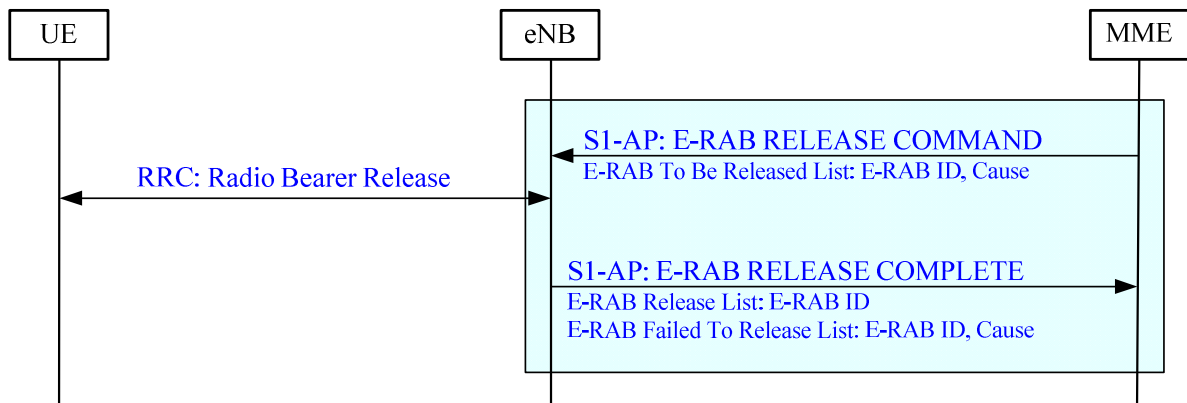 UE
eNB
MME
S1-AP: E-RAB RELEASE COMMAND
E-RAB To Be Released List: E-RAB ID, Cause
RRC: Radio Bearer Release
S1-AP: E-RAB RELEASE COMPLETE
E-RAB Release List: E-RAB ID
E-RAB Failed To Release List: E-RAB ID, Cause